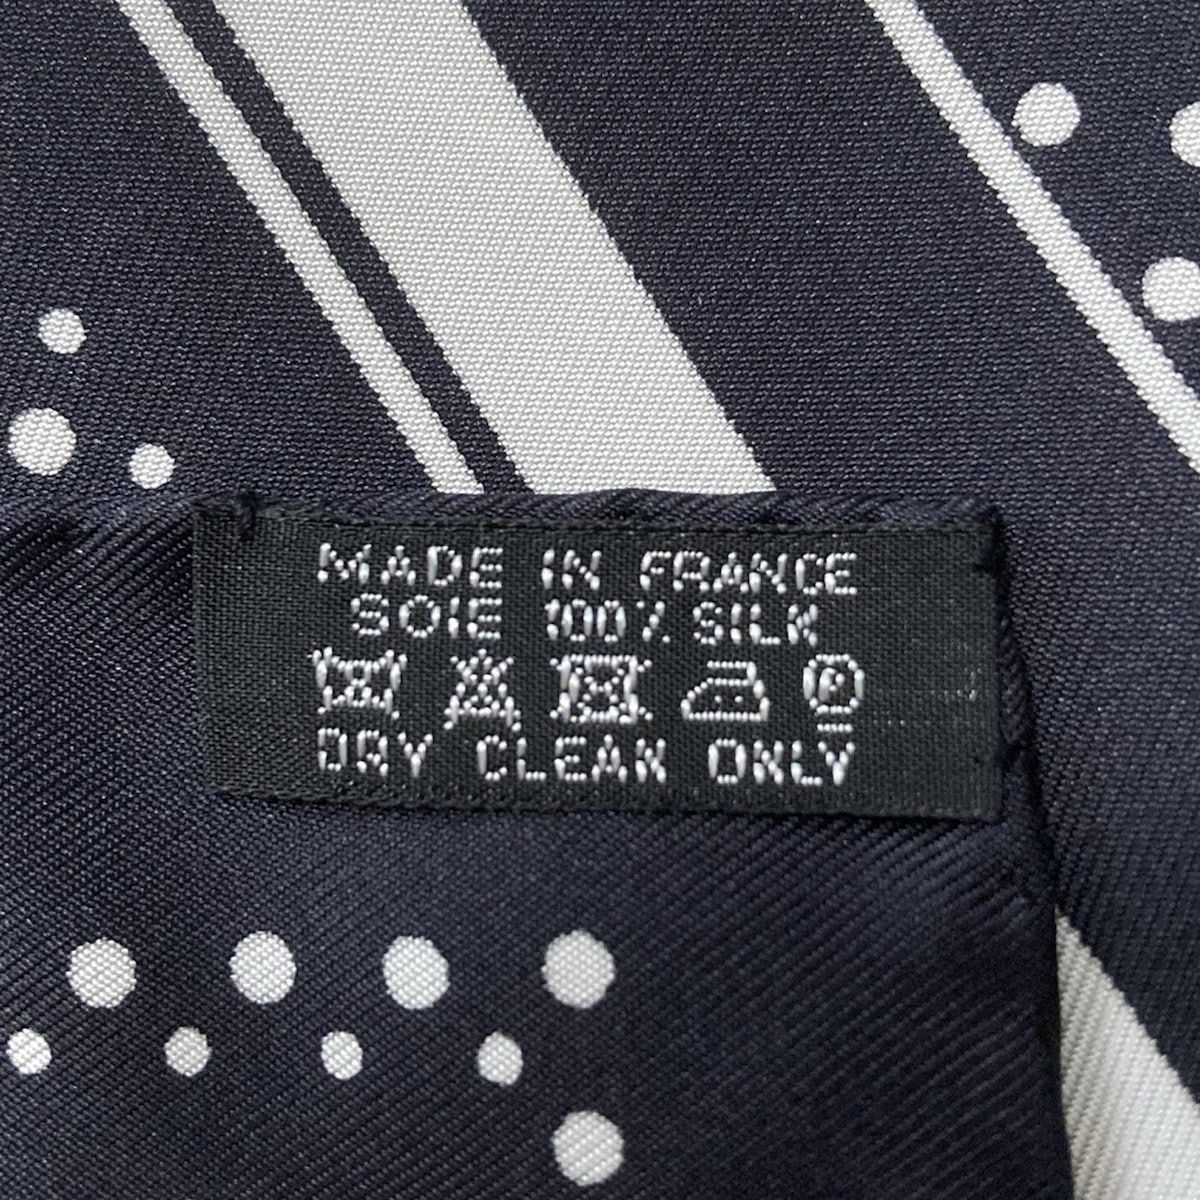 MADE IN FRANCE
SOIE 100% SILK
P
DRY CLEAN ONLY